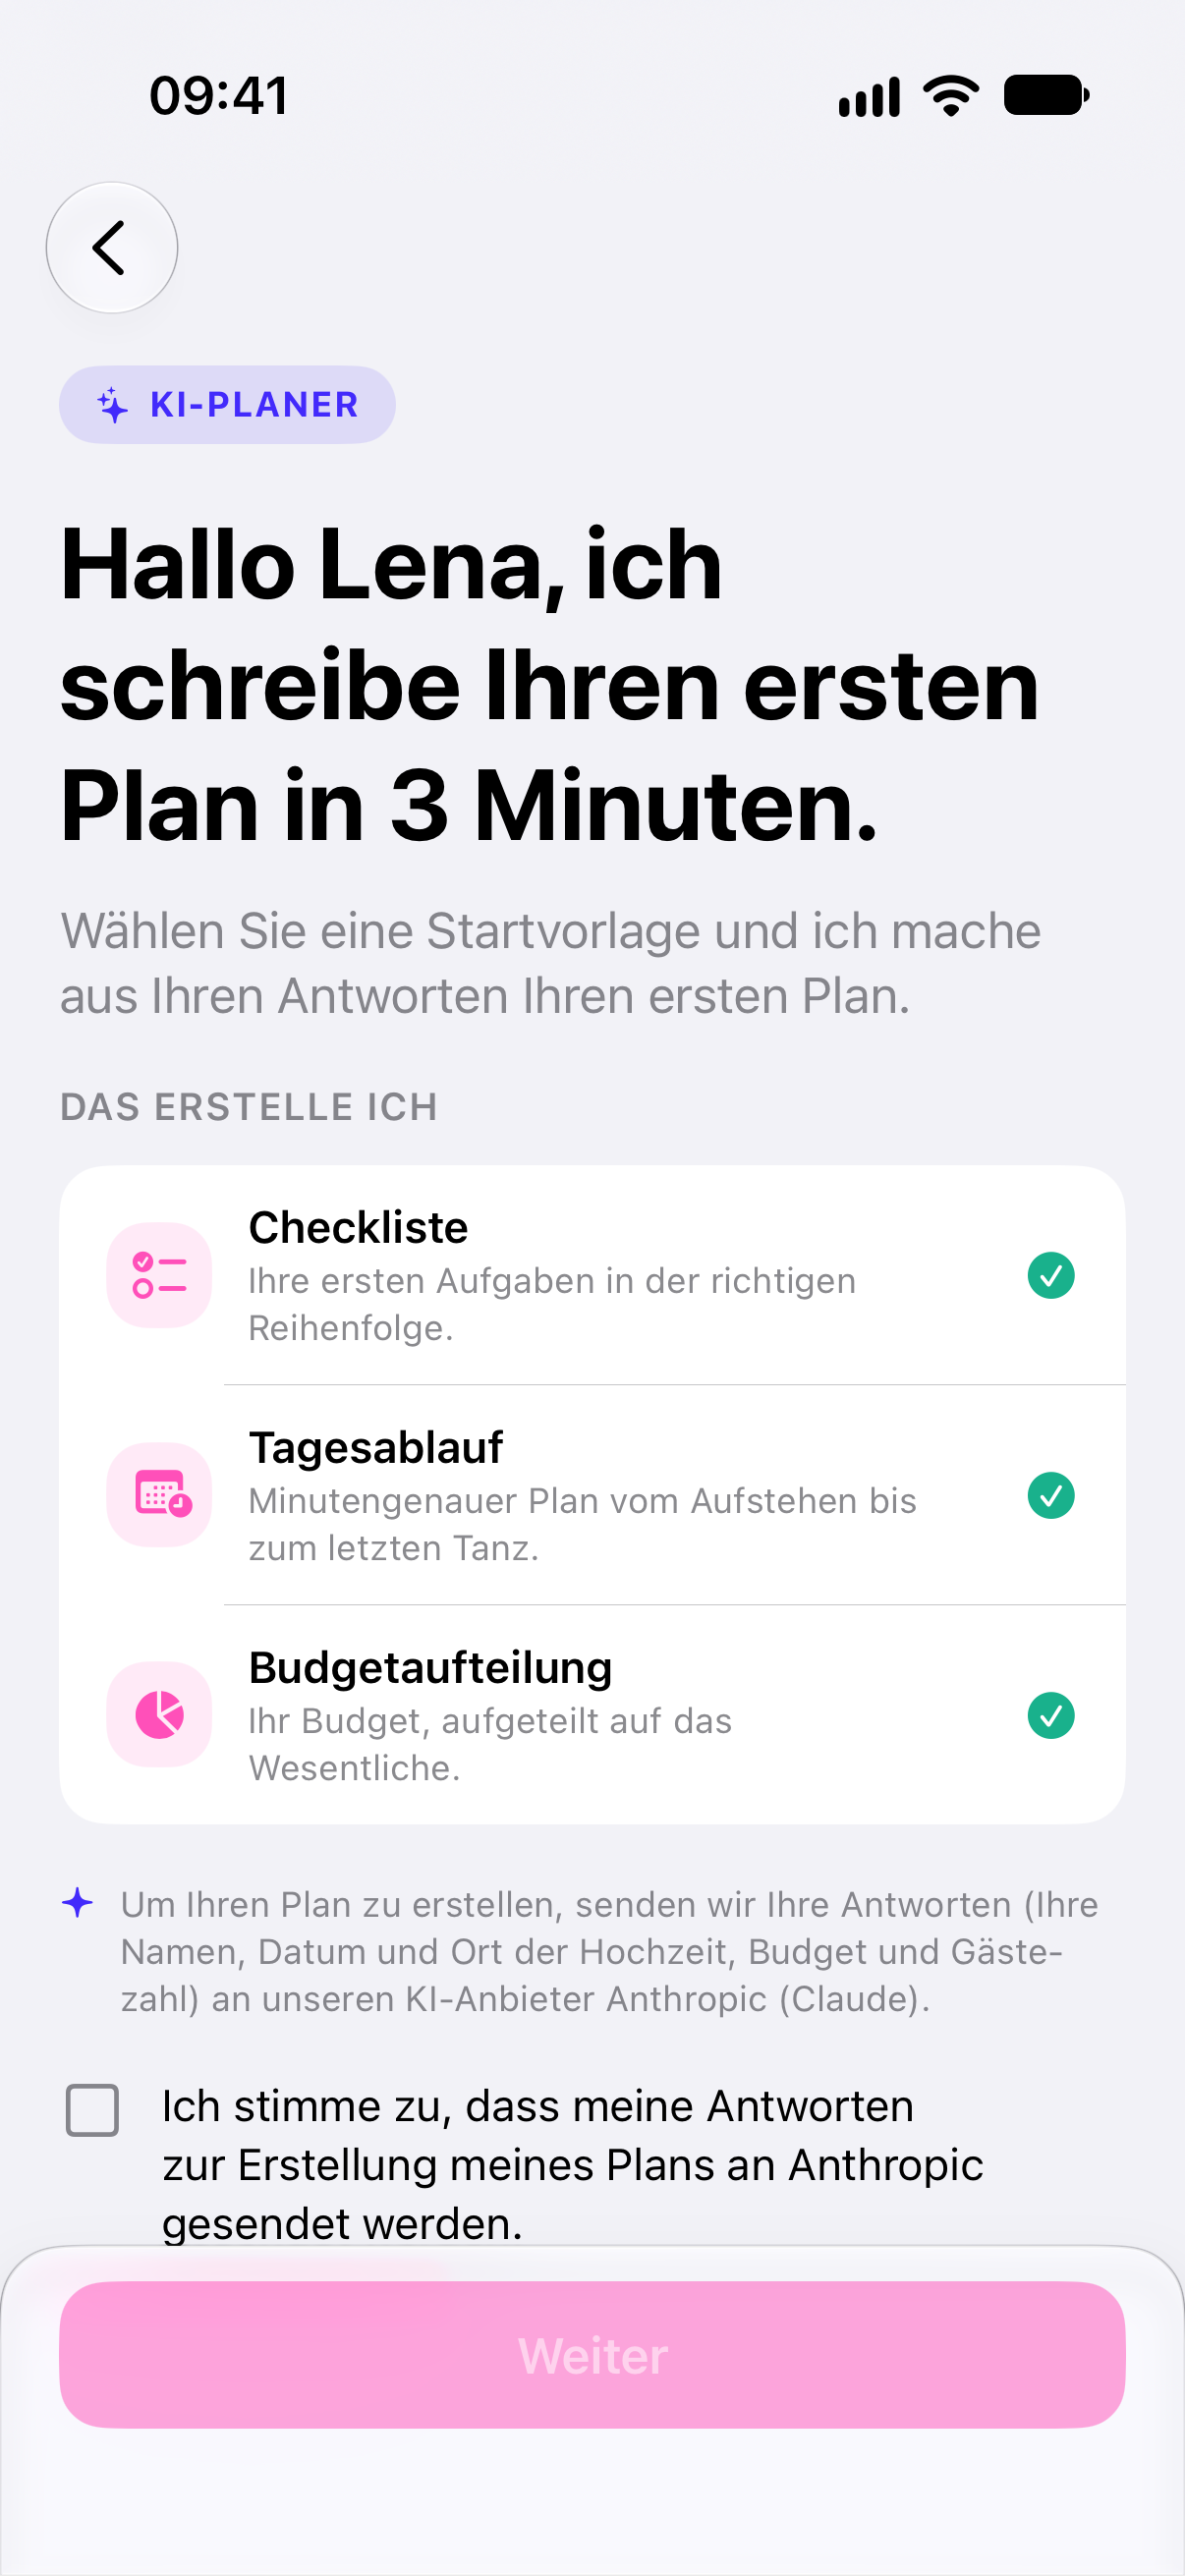 09:41
KI-PLANER
Hallo Lena, ich
schreibe Ihren ersten
Plan in 3 Minuten.
Wählen Sie eine Startvorlage und ich mache
aus Ihren Antworten Ihren ersten Plan.
DAS ERSTELLE ICH
Checkliste
Ihre ersten Aufgaben in der richtigen
Reihenfolge.
Tagesablauf
Minutengenauer Plan vom Aufstehen bis
zum letzten Tanz.
Budgetaufteilung
Ihr Budget, aufgeteilt auf das
Wesentliche.
Um Ihren Plan zu erstellen, senden wir Ihre Antworten (Ihre
Namen, Datum und Ort der Hochzeit, Budget und Gäste-
zahl) an unseren KI-Anbieter Anthropic (Claude).
Ich stimme zu, dass meine Antworten
zur Erstellung meines Plans an Anthropic
gesendet werden.
Weiter